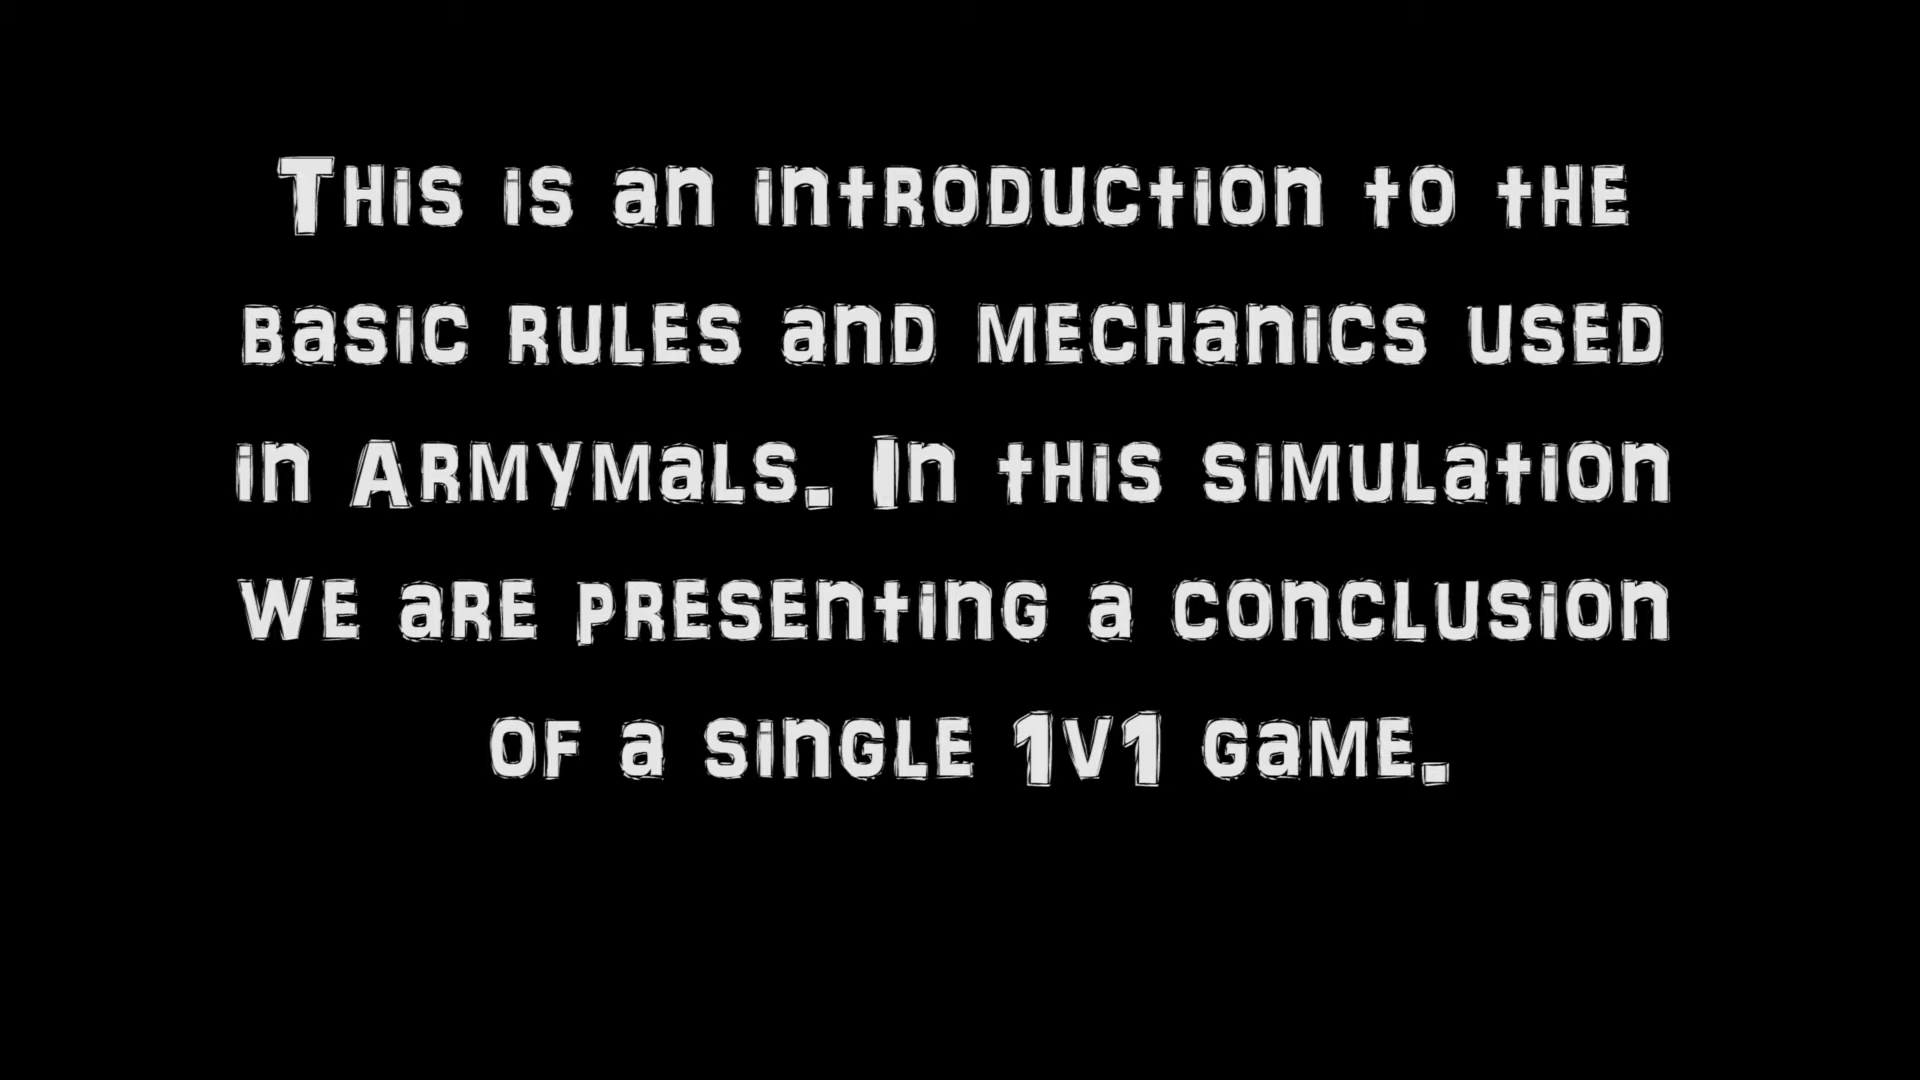 This is an introduction to the
basic rules and mechanics used
in Armymals. In this simulation
we are presenting a conclusion
of a single 1v1 game.